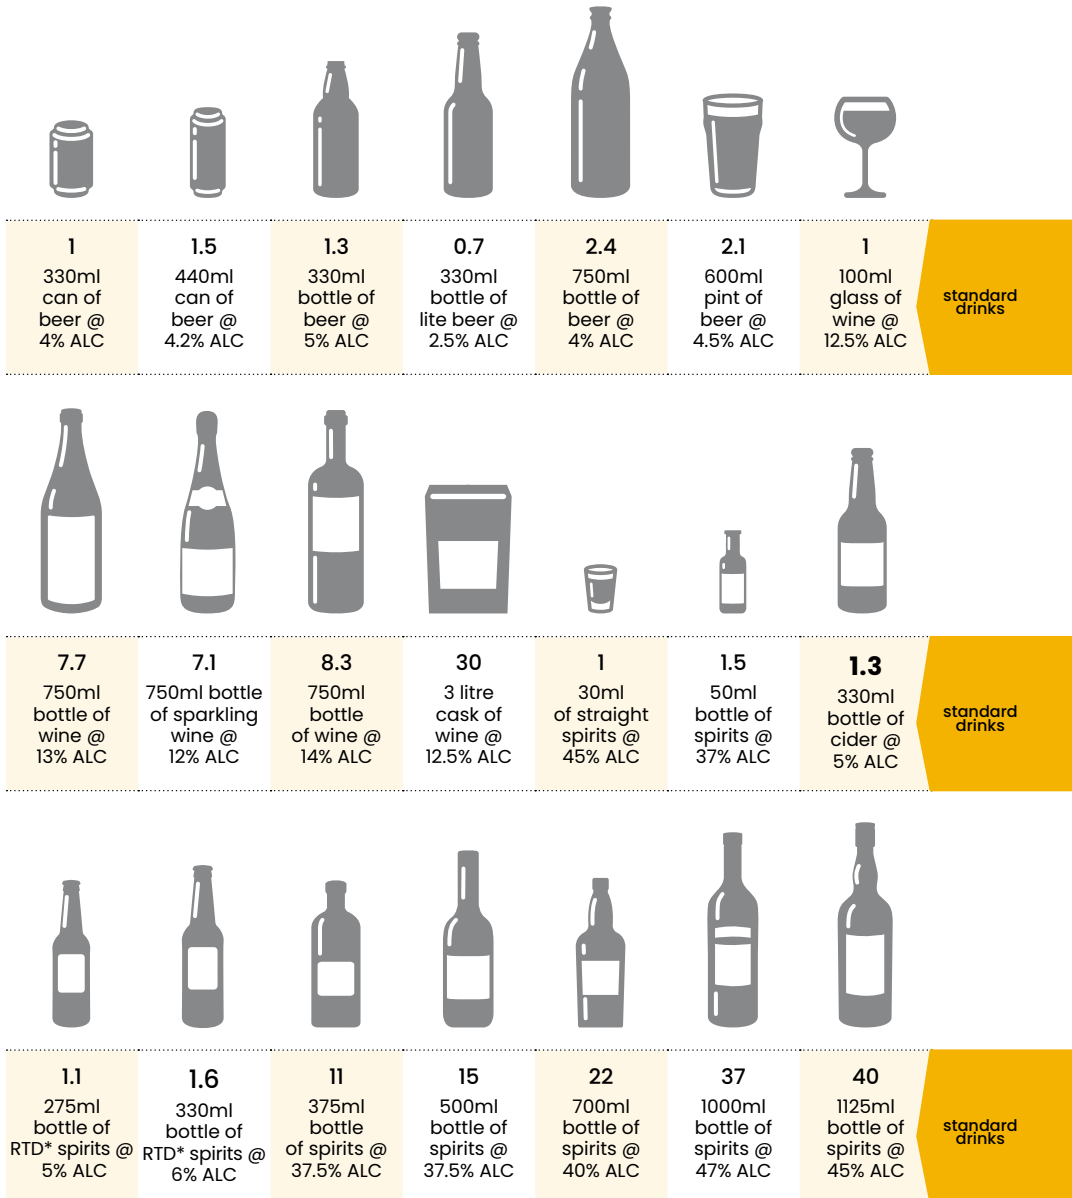 1
330ml
can of
beer @
4% ALC
1.5
440ml
can of
beer @
4.2% ALC
1.3
330ml
bottle of
beer @
5% ALC
0.7
330ml
bottle of
lite beer @
2.5% ALC
2.4
750ml
bottle of
beer @
4% ALC
2.1
600ml
pint of
beer @
4.5% ALC
1
100ml
glass of
wine @
12.5% ALC
standard
drinks
7.7
750ml
bottle of
wine @
13% ALC
7.1
750ml bottle
of sparkling
wine @
12% ALC
8.3
750ml
bottle
of wine @
14% ALC
30
3 litre
cask of
wine @
12.5% ALC
1
30ml
of straight
spirits @
45% ALC
1.5
50ml
bottle of
spirits @
37% ALC
1.3
330ml
bottle of
cider @
5% ALC
standard
drinks
1.1
275ml
bottle of
RTD* spirits @
5% ALC
1.6
330ml
bottle of
RTD* spirits @
6% ALC
11
375ml
bottle
of spirits @
37.5% ALC
15
500ml
bottle of
spirits @
37.5% ALC
22
700ml
bottle of
spirits @
40% ALC
37
1000ml
bottle of
spirits @
47% ALC
40
1125ml
bottle of
spirits @
45% ALC
standard
drinks